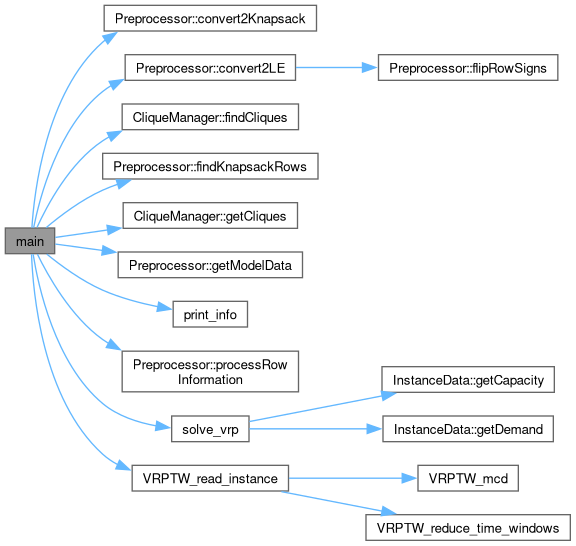 Preprocessor::convert2Knapsack
Preprocessor::convert2LE
Preprocessor::flipRowSigns
CliqueManager::findCliques
Preprocessor::findKnapsackRows
main
CliqueManager::getCliques
Preprocessor::getModelData
print_info
Preprocessor::processRow
Information
InstanceData::getCapacity
solve_vrp
InstanceData::getDemand
VRPTW_read_instance
VRPTW_mcd
VRPTW_reduce_time_windows